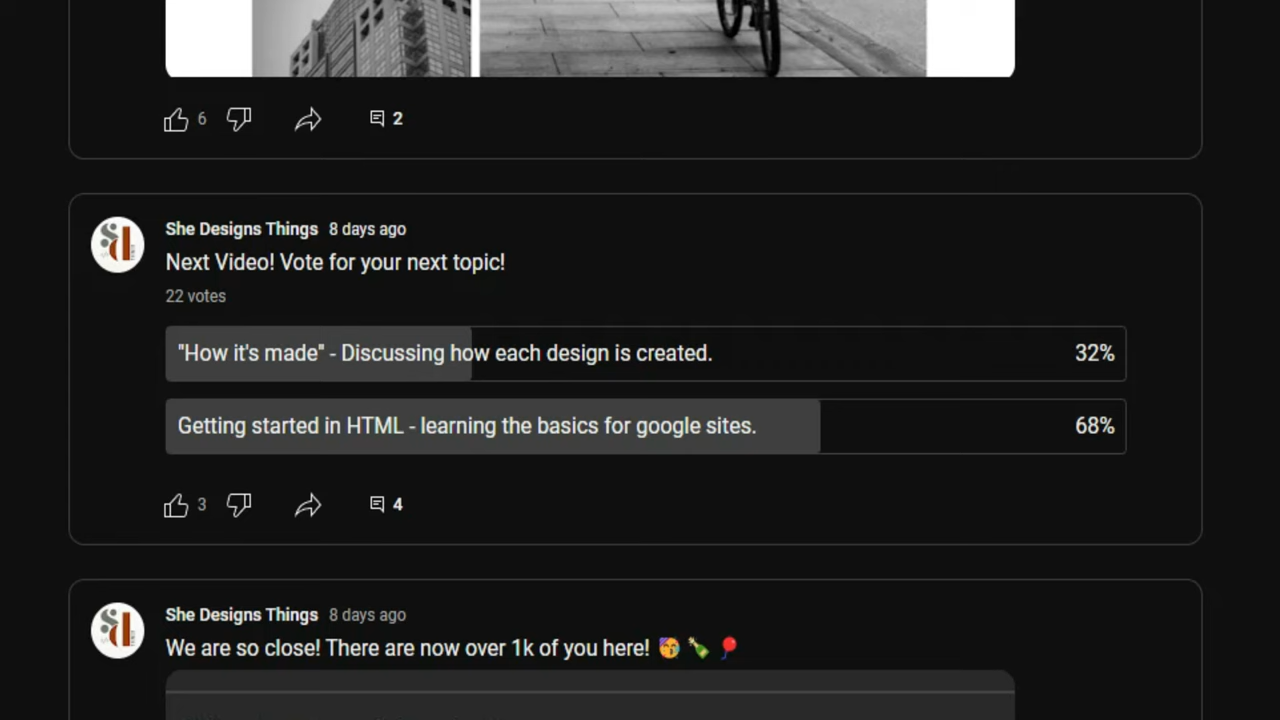 6
2
She Designs Things 8 days ago
Next Video! Vote for your next topic!
22 votes
"How it's made" - Discussing how each design is created. 32%
Getting started in HTML - learning the basics for google sites. 68%
3
4
She Designs Things 8 days ago
We are so close! There are now over 1k of you here! 🥳 🍾 🎈